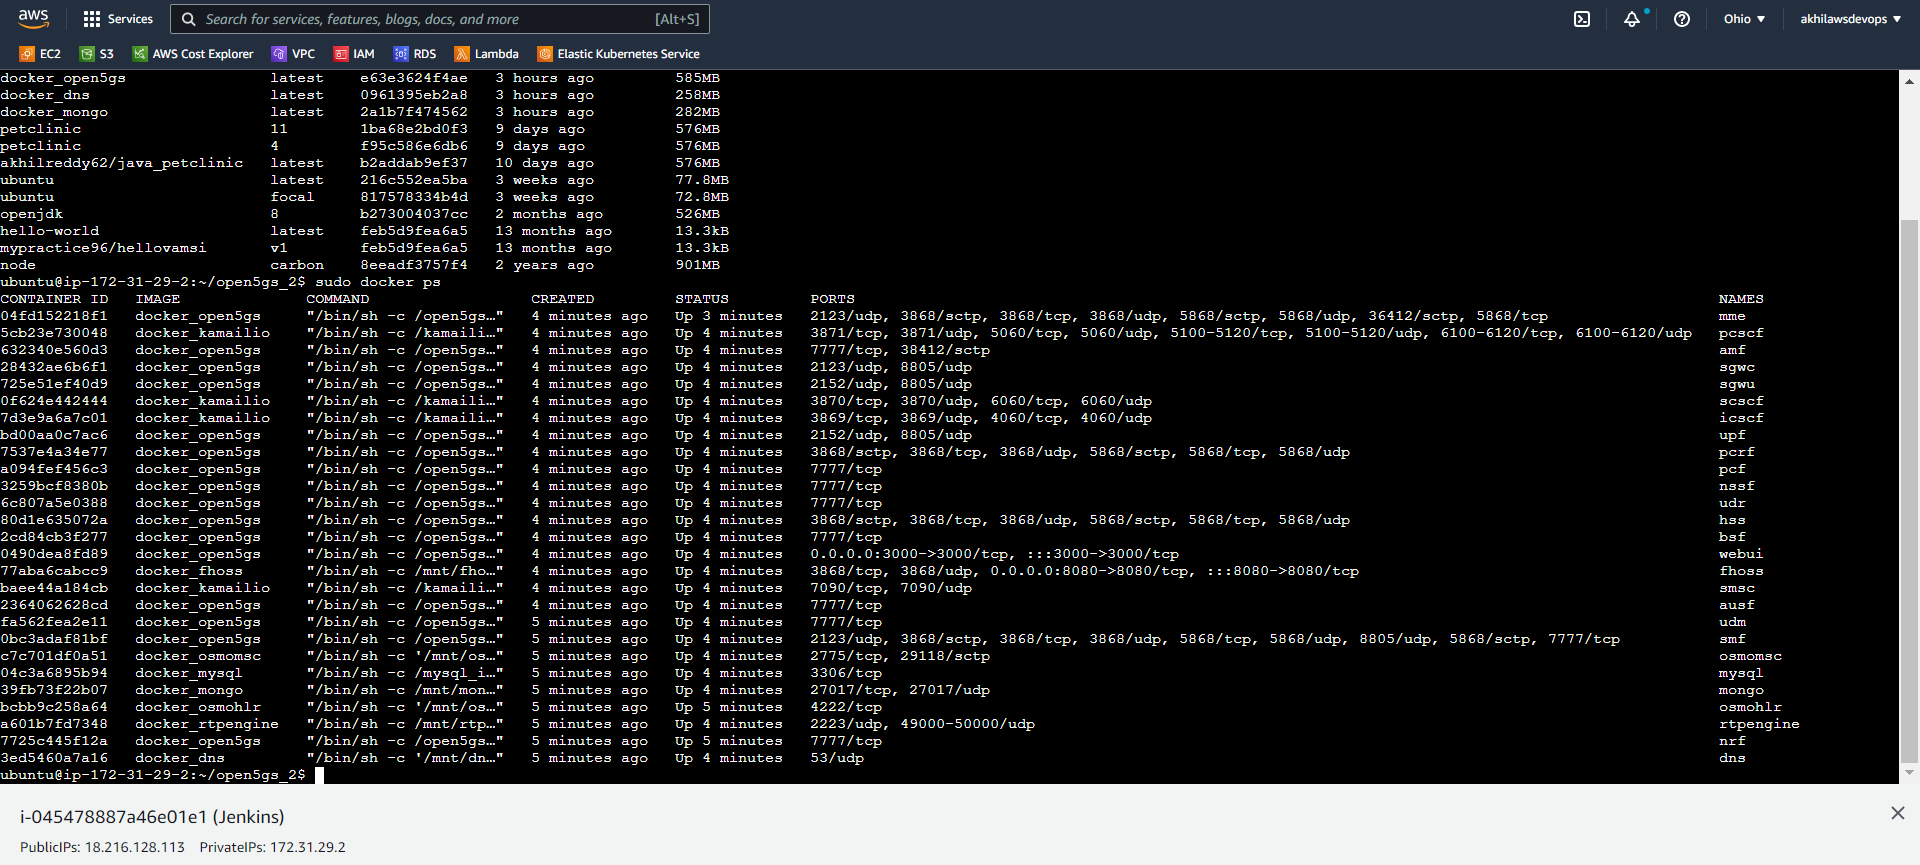 aws Services Search for services, features, blogs, docs, and more [Alt+S] Ohio akhilawsdevops
EC2 S3 AWS Cost Explorer VPC IAM RDS Lambda Elastic Kubernetes Service
docker_open5gs latest e63e3624f4ae 3 hours ago 585MB
docker_dns latest 0961395eb2a8 3 hours ago 258MB
docker_mongo latest 2a1b7f474562 3 hours ago 282MB
petclinic 11 1ba68e2bd0f3 9 days ago 576MB
petclinic 4 f95c586e6db6 9 days ago 576MB
akhilreddy62/java_petclinic latest b2addab9ef37 10 days ago 576MB
ubuntu latest 216c552ea5ba 3 weeks ago 77.8MB
ubuntu focal 817578334b4d 3 weeks ago 72.8MB
openjdk 8 b273004037cc 2 months ago 526MB
hello-world latest feb5d9fea6a5 13 months ago 13.3kB
mypractice96/hellovamsi v1 feb5d9fea6a5 13 months ago 13.3kB
node carbon 8eeadf3757f4 2 years ago 901MB
ubuntu@ip-172-31-29-2:~/open5gs_2$ sudo docker ps
CONTAINER ID IMAGE COMMAND CREATED STATUS PORTS NAMES
04fd152218f1 docker_open5gs "/bin/sh -c /open5gs…" 4 minutes ago Up 3 minutes 2123/udp, 3868/sctp, 3868/tcp, 3868/udp, 5868/sctp, 5868/udp, 36412/sctp, 5868/tcp mme
5cb23e730048 docker_kamailio "/bin/sh -c /kamaili…" 4 minutes ago Up 4 minutes 3871/tcp, 3871/udp, 5060/tcp, 5060/udp, 5100-5120/tcp, 5100-5120/udp, 6100-6120/tcp, 6100-6120/udp pcscf
632340e560d3 docker_open5gs "/bin/sh -c /open5gs…" 4 minutes ago Up 4 minutes 7777/tcp, 38412/sctp amf
28432ae6b6f1 docker_open5gs "/bin/sh -c /open5gs…" 4 minutes ago Up 4 minutes 2123/udp, 8805/udp sgwc
725e51ef40d9 docker_open5gs "/bin/sh -c /open5gs…" 4 minutes ago Up 4 minutes 2152/udp, 8805/udp sgwu
0f624e442444 docker_kamailio "/bin/sh -c /kamaili…" 4 minutes ago Up 4 minutes 3870/tcp, 3870/udp, 6060/tcp, 6060/udp scscf
7d3e9a6a7c01 docker_kamailio "/bin/sh -c /kamaili…" 4 minutes ago Up 4 minutes 3869/tcp, 3869/udp, 4060/tcp, 4060/udp icscf
bd00aa0c7ac6 docker_open5gs "/bin/sh -c /open5gs…" 4 minutes ago Up 4 minutes 2152/udp, 8805/udp upf
7537e4a34e77 docker_open5gs "/bin/sh -c /open5gs…" 4 minutes ago Up 4 minutes 3868/sctp, 3868/tcp, 3868/udp, 5868/sctp, 5868/tcp, 5868/udp pcrf
a094fef456c3 docker_open5gs "/bin/sh -c /open5gs…" 4 minutes ago Up 4 minutes 7777/tcp pcf
3259bcf8380b docker_open5gs "/bin/sh -c /open5gs…" 4 minutes ago Up 4 minutes 7777/tcp nssf
6c807a5e0388 docker_open5gs "/bin/sh -c /open5gs…" 4 minutes ago Up 4 minutes 7777/tcp udr
80d1e635072a docker_open5gs "/bin/sh -c /open5gs…" 4 minutes ago Up 4 minutes 3868/sctp, 3868/tcp, 3868/udp, 5868/sctp, 5868/tcp, 5868/udp hss
2cd84cb3f277 docker_open5gs "/bin/sh -c /open5gs…" 4 minutes ago Up 4 minutes 7777/tcp bsf
0490dea8fd89 docker_open5gs "/bin/sh -c /open5gs…" 4 minutes ago Up 4 minutes 0.0.0.0:3000->3000/tcp, :::3000->3000/tcp webui
77aba6cabcc9 docker_fhoss "/bin/sh -c /mnt/fho…" 4 minutes ago Up 4 minutes 3868/tcp, 3868/udp, 0.0.0.0:8080->8080/tcp, :::8080->8080/tcp fhoss
baee44a184cb docker_kamailio "/bin/sh -c /kamaili…" 4 minutes ago Up 4 minutes 7090/tcp, 7090/udp smsc
2364062628cd docker_open5gs "/bin/sh -c /open5gs…" 4 minutes ago Up 4 minutes 7777/tcp ausf
fa562fea2e11 docker_open5gs "/bin/sh -c /open5gs…" 5 minutes ago Up 4 minutes 7777/tcp udm
0bc3adaf81bf docker_open5gs "/bin/sh -c /open5gs…" 5 minutes ago Up 4 minutes 2123/udp, 3868/sctp, 3868/tcp, 3868/udp, 5868/tcp, 5868/udp, 8805/udp, 5868/sctp, 7777/tcp smf
c7c701df0a51 docker_osmomsc "/bin/sh -c '/mnt/os…" 5 minutes ago Up 4 minutes 2775/tcp, 29118/sctp osmomsc
04c3a6895b94 docker_mysql "/bin/sh -c /mysql_i…" 5 minutes ago Up 4 minutes 3306/tcp mysql
39fb73f22b07 docker_mongo "/bin/sh -c /mnt/mon…" 5 minutes ago Up 4 minutes 27017/tcp, 27017/udp mongo
bcbb9c258a64 docker_osmohlr "/bin/sh -c '/mnt/os…" 5 minutes ago Up 5 minutes 4222/tcp osmohlr
a601b7fd7348 docker_rtpengine "/bin/sh -c /mnt/rtp…" 5 minutes ago Up 4 minutes 2223/udp, 49000-50000/udp rtpengine
7725c445f12a docker_open5gs "/bin/sh -c /open5gs…" 5 minutes ago Up 5 minutes 7777/tcp nrf
3ed5460a7a16 docker_dns "/bin/sh -c '/mnt/dn…" 5 minutes ago Up 4 minutes 53/udp dns
ubuntu@ip-172-31-29-2:~/open5gs_2$
i-045478887a46e01e1 (Jenkins)
PublicIPs: 18.216.128.113 PrivateIPs: 172.31.29.2